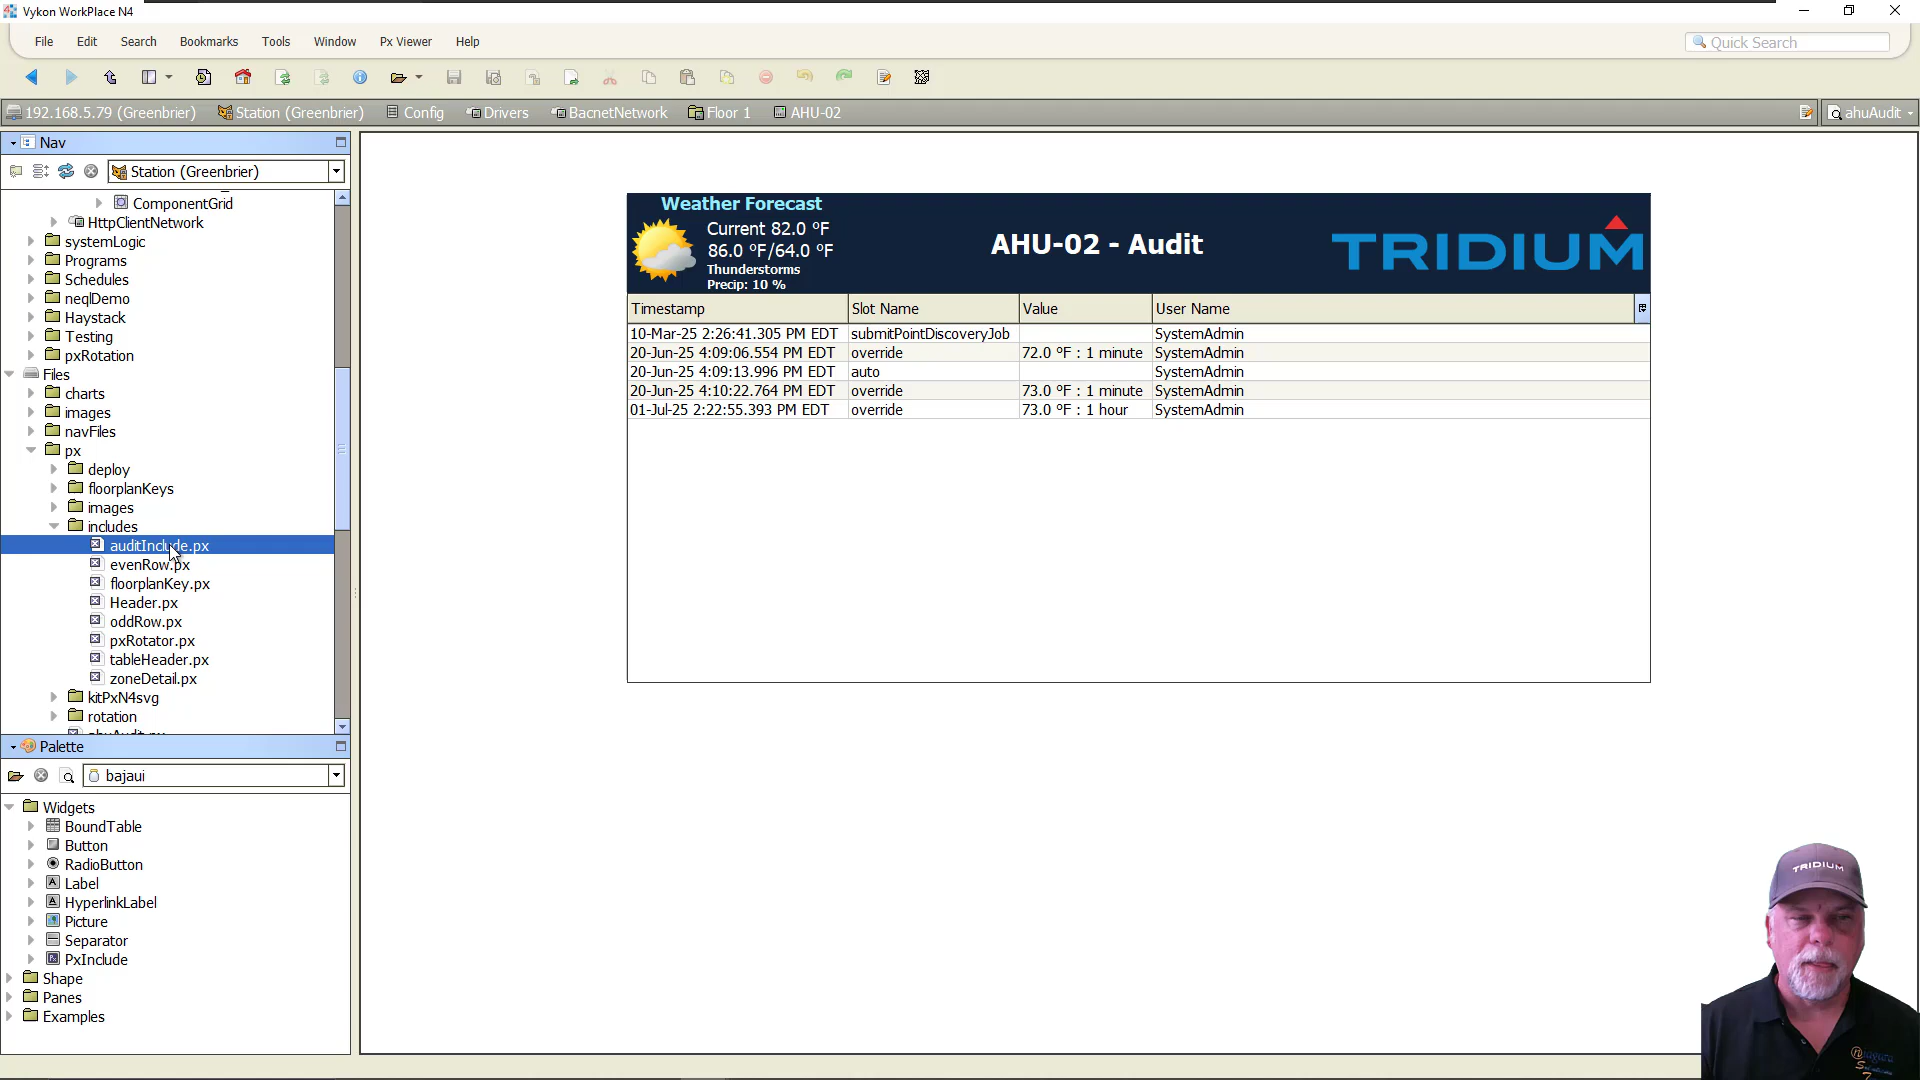 Vykon WorkPlace N4
File Edit Search Bookmarks Tools Window Px Viewer Help
Quick Search
192.168.5.79 (Greenbrier) Station (Greenbrier) Config Drivers BacnetNetwork Floor 1 AHU-02 ahuAudit
Nav
Station (Greenbrier)
ComponentGrid
HttpClientNetwork
systemLogic
Programs
Schedules
neqlDemo
Haystack
Testing
pxRotation
Files
charts
images
navFiles
px
deploy
floorplanKeys
images
includes
auditInclude.px
evenRow.px
floorplanKey.px
Header.px
oddRow.px
pxRotator.px
tableHeader.px
zoneDetail.px
kitPxN4svg
rotation
Palette
bajaui
Widgets
BoundTable
Button
RadioButton
Label
HyperlinkLabel
Picture
Separator
PxInclude
Shape
Panes
Examples
Weather Forecast
Current 82.0 °F
86.0 °F/64.0 °F
Thunderstorms
Precip: 10 %
AHU-02 - Audit
TRIDIUM
Timestamp Slot Name Value User Name
10-Mar-25 2:26:41.305 PM EDT submitPointDiscoveryJob SystemAdmin
20-Jun-25 4:09:06.554 PM EDT override 72.0 °F : 1 minute SystemAdmin
20-Jun-25 4:09:13.996 PM EDT auto SystemAdmin
20-Jun-25 4:10:22.764 PM EDT override 73.0 °F : 1 minute SystemAdmin
01-Jul-25 2:22:55.393 PM EDT override 73.0 °F : 1 hour SystemAdmin
TRIDIUM